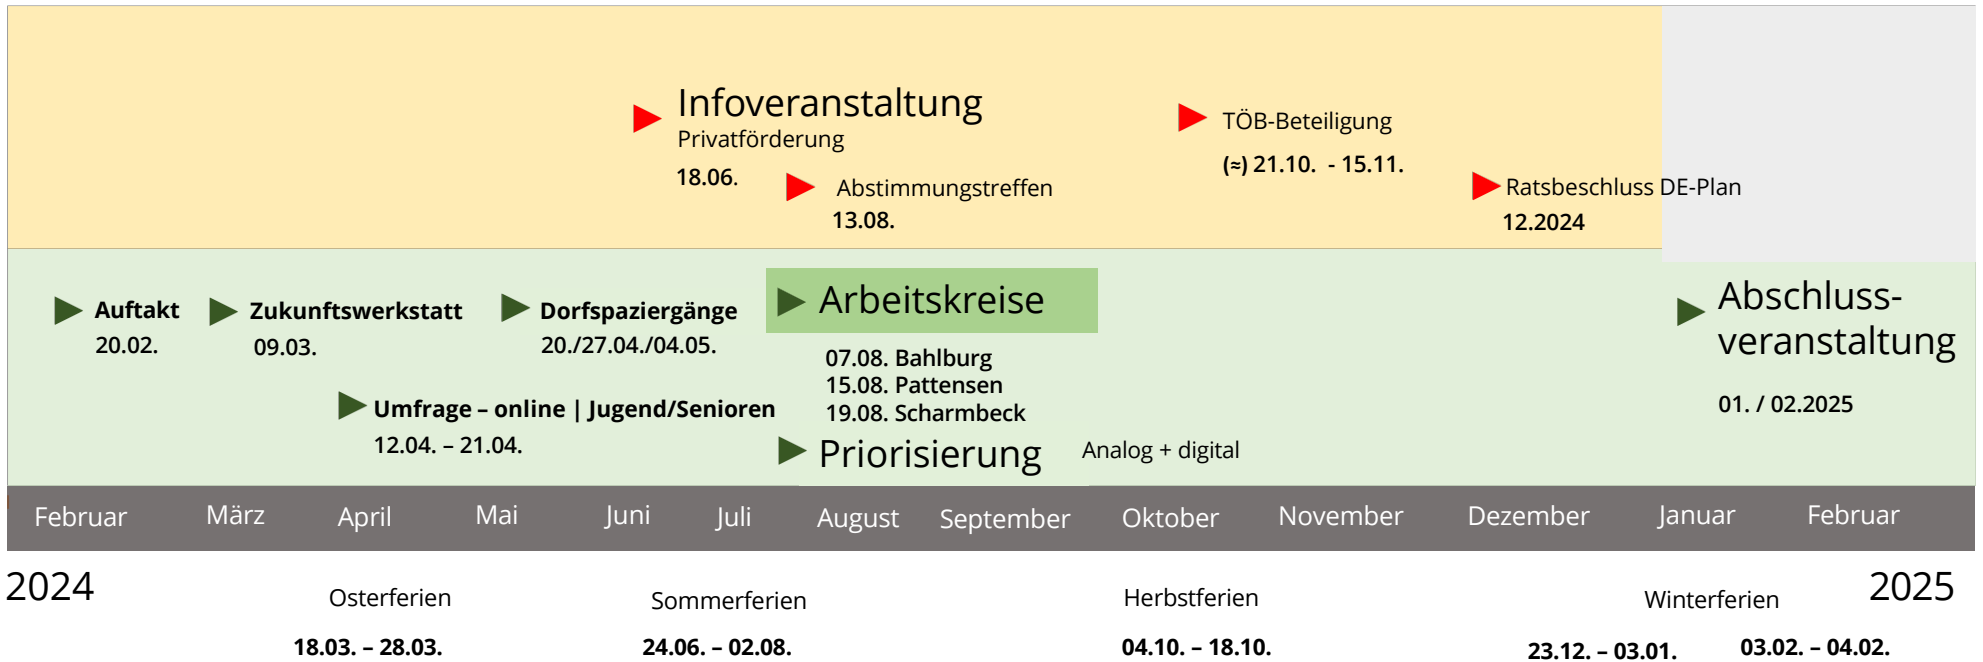 Infoveranstaltung
Privatförderung
18.06.
Abstimmungstreffen
13.08.
TÖB-Beteiligung
(≈) 21.10. - 15.11.
Ratsbeschluss DE-Plan
12.2024
Auftakt
20.02.
Zukunftswerkstatt
09.03.
Dorfspaziergänge
20./27.04./04.05.
Umfrage – online | Jugend/Senioren
12.04. – 21.04.
Arbeitskreise
07.08. Bahlburg
15.08. Pattensen
19.08. Scharmbeck
Priorisierung
Analog + digital
Abschluss-
veranstaltung
01. / 02.2025
Februar März April Mai Juni Juli August September Oktober November Dezember Januar Februar
2024
2025
Osterferien
18.03. – 28.03.
Sommerferien
24.06. – 02.08.
Herbstferien
04.10. – 18.10.
Winterferien
23.12. – 03.01.
03.02. – 04.02.